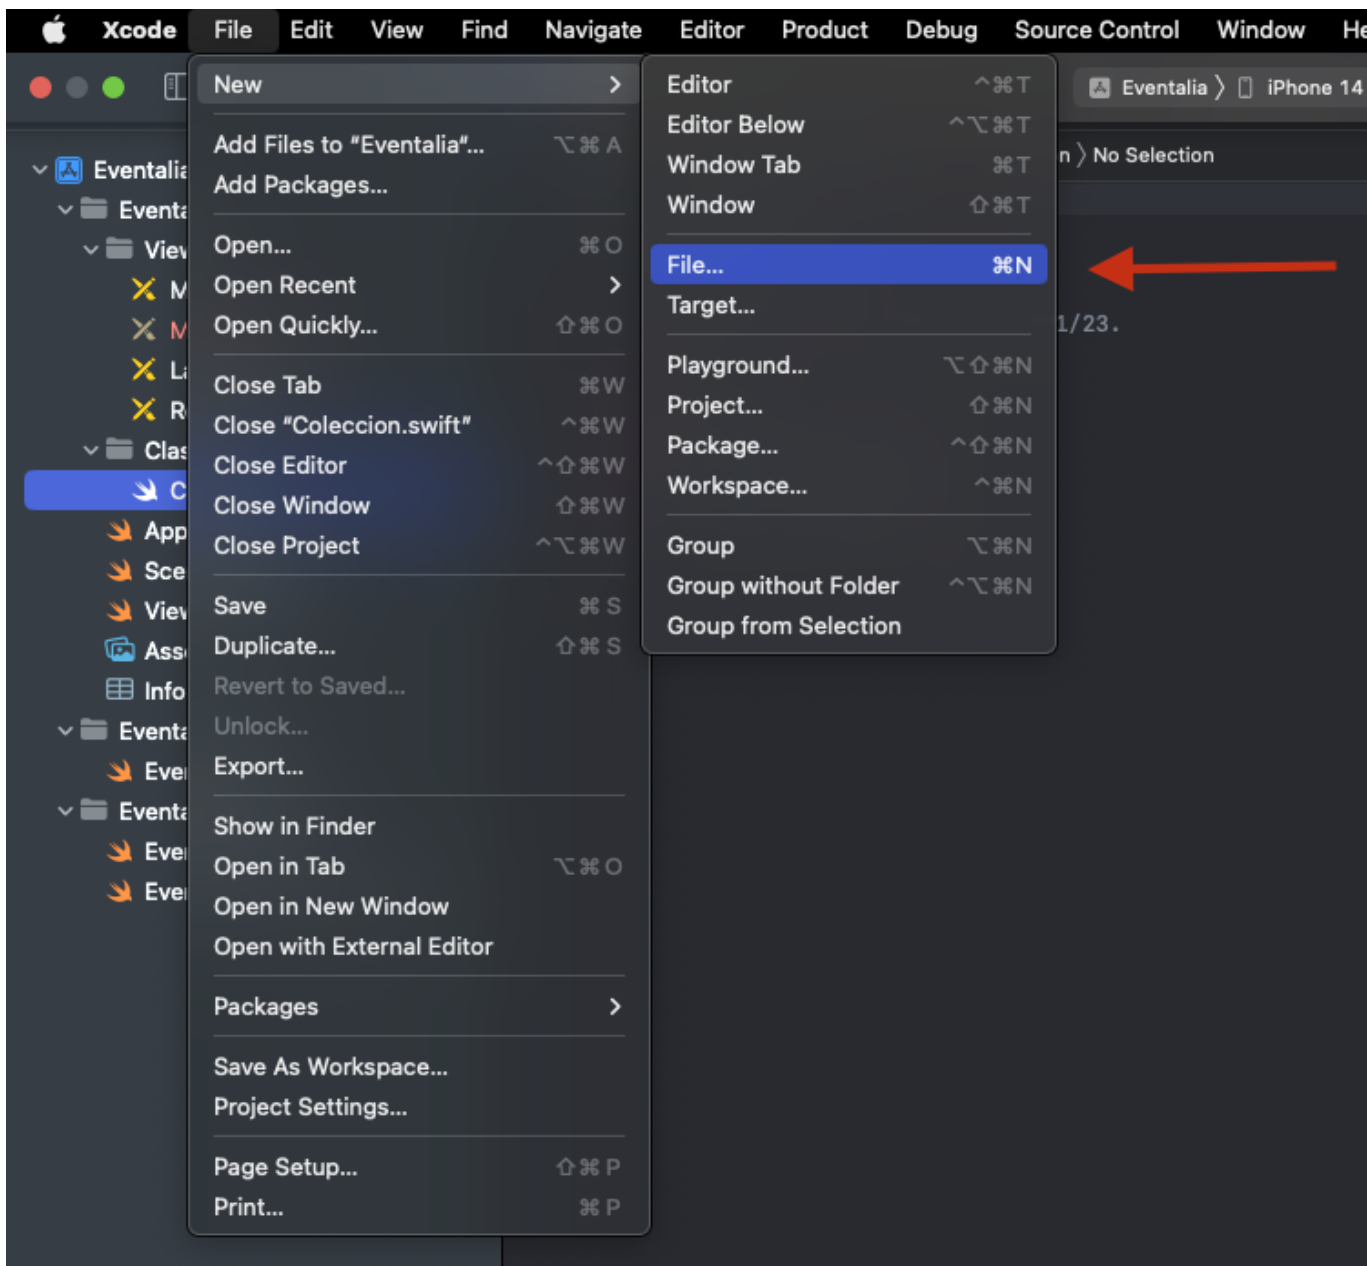 Xcode File Edit View Find Navigate Editor Product Debug Source Control Window
Eventalia 〉 iPhone 14
n 〉 No Selection
1/23.
Eventalia
New
Add Files to “Eventalia”... ⌥⌘A
Add Packages...
Open... ⌘O
Open Recent
Open Quickly... ⇧⌘O
Close Tab ⌘W
Close “Coleccion.swift” ^⌘W
Close Editor ^⇧⌘W
Close Window ⇧⌘W
Close Project ^⌥⌘W
Save ⌘S
Duplicate... ⇧⌘S
Revert to Saved...
Unlock...
Export...
Show in Finder
Open in Tab ⌥⌘O
Open in New Window
Open with External Editor
Packages
Save As Workspace...
Project Settings...
Page Setup... ⇧⌘P
Print... ⌘P
Editor ^⌘T
Editor Below ^⌥⌘T
Window Tab ⌘T
Window ⇧⌘T
File... ⌘N
Target...
Playground... ⌥⇧⌘N
Project... ⇧⌘N
Package... ^⇧⌘N
Workspace... ^⌘N
Group ⌥⌘N
Group without Folder ^⌥⌘N
Group from Selection
Info